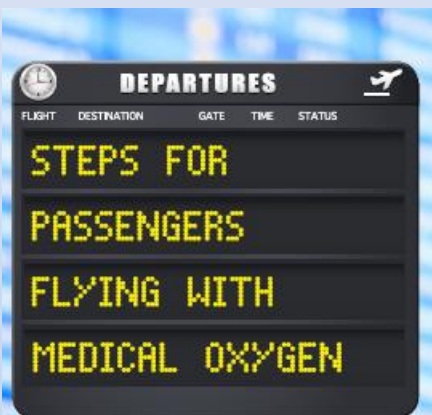 DEPARTURES
FLIGHT DESTINATION GATE TIME STATUS
STEPS FOR
PASSENGERS
FLYING WITH
MEDICAL OXYGEN